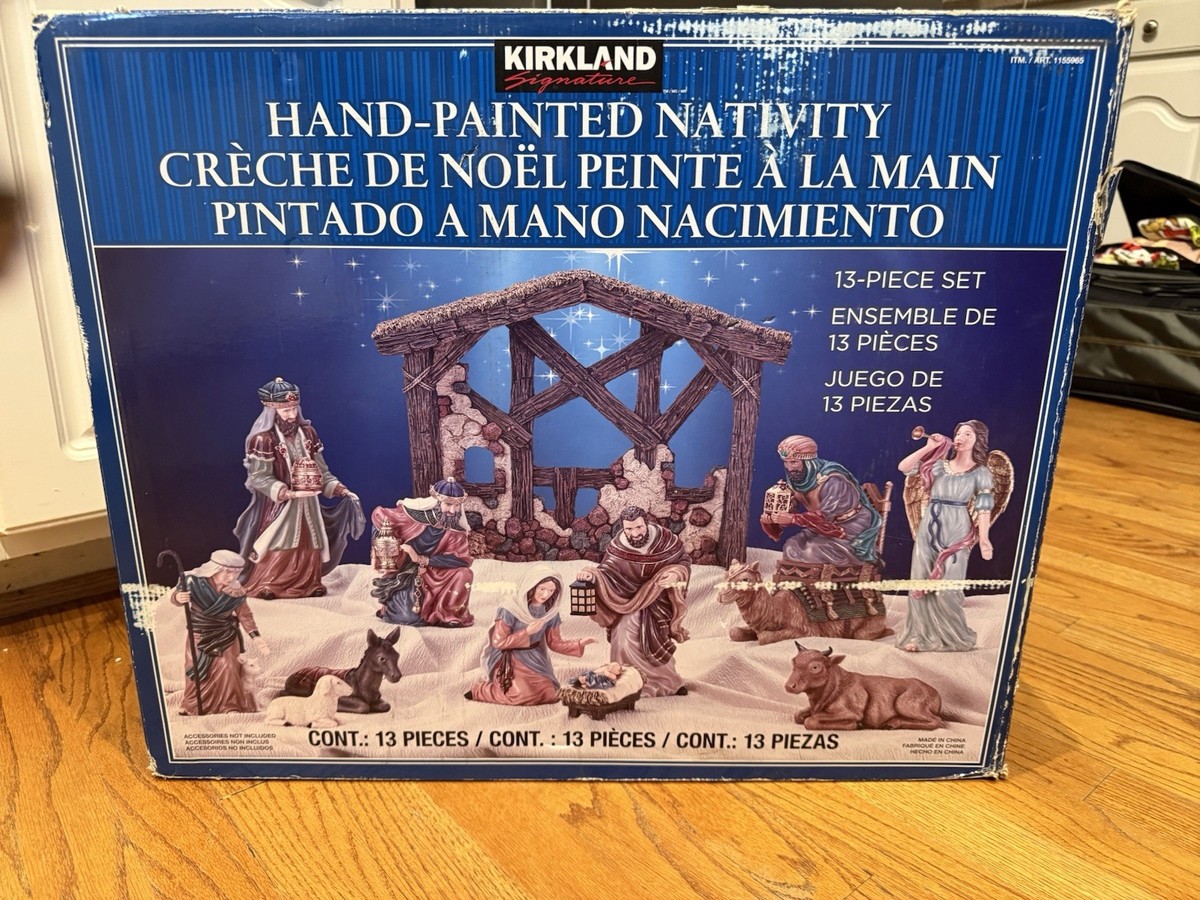 KIRKLAND
Signature
ITM. / ART. 1155965
HAND-PAINTED NATIVITY
CRÈCHE DE NOËL PEINTE À LA MAIN
PINTADO A MANO NACIMIENTO
13-PIECE SET
ENSEMBLE DE
13 PIÈCES
JUEGO DE
13 PIEZAS
ACCESSORIES NOT INCLUDED
ACCESSOIRES NON INCLUS
ACCESORIOS NO INCLUIDOS
CONT.: 13 PIECES / CONT. : 13 PIÈCES / CONT.: 13 PIEZAS
MADE IN CHINA
FABRIQUÉ EN CHINE
HECHO EN CHINA